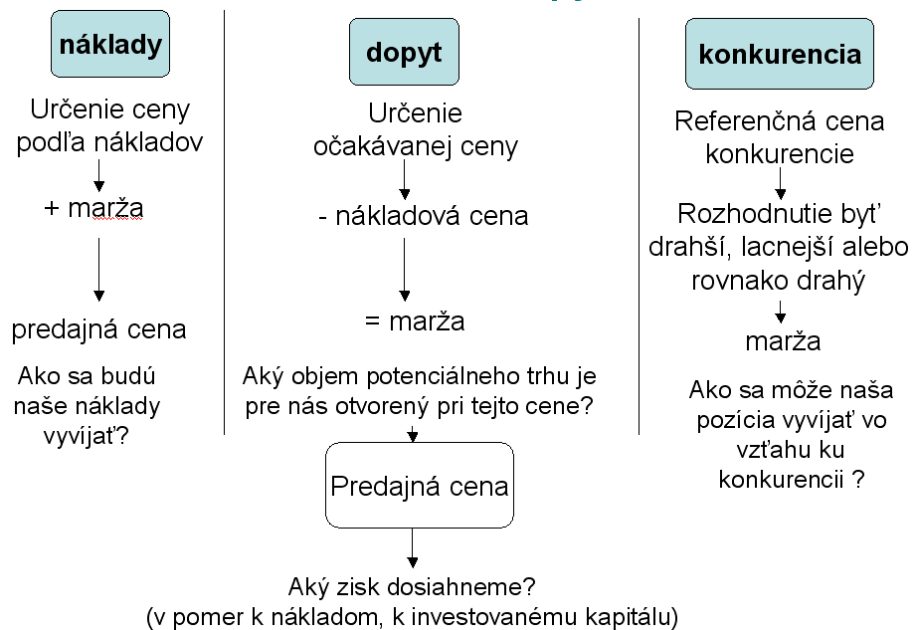 náklady
Určenie ceny
podľa nákladov
+ marža
predajná cena
Ako sa budú
naše náklady
vyvíjať?
dopyt
Určenie
očakávanej ceny
- nákladová cena
= marža
Aký objem potenciálneho trhu je
pre nás otvorený pri tejto cene?
Predajná cena
Aký zisk dosiahneme?
(v pomer k nákladom, k investovanému kapitálu)
konkurencia
Referenčná cena
konkurencie
Rozhodnutie byť
drahší, lacnejší alebo
rovnako drahý
marža
Ako sa môže naša
pozícia vyvíjať vo
vzťahu ku
konkurencii ?